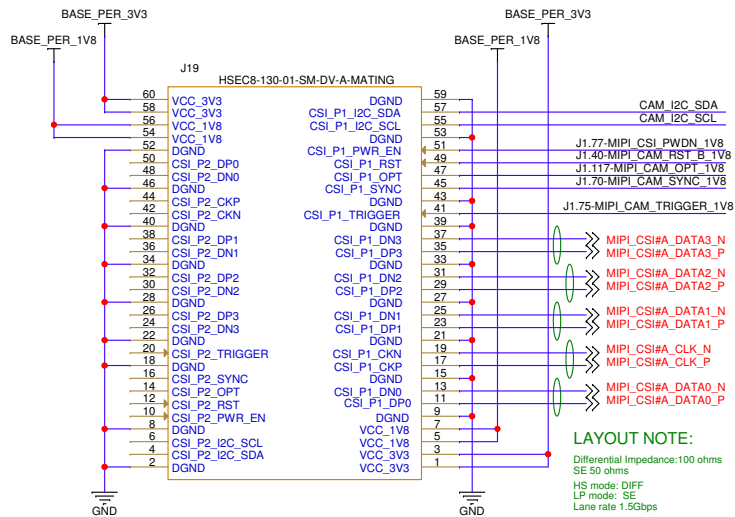 BASE_PER_3V3
BASE_PER_1V8
BASE_PER_3V3
BASE_PER_1V8
J19
HSEC8-130-01-SM-DV-A-MATING
60 VCC_3V3 DGND 59
58 VCC_3V3 CSI_P1_I2C_SDA 57 CAM_I2C_SDA
56 VCC_1V8 CSI_P1_I2C_SCL 55 CAM_I2C_SCL
54 VCC_1V8 DGND 53
52 DGND CSI_P1_PWR_EN 51 J1.77-MIPI_CSI_PWDN_1V8
50 CSI_P2_DP0 CSI_P1_RST 49 J1.40-MIPI_CAM_RST_B_1V8
48 CSI_P2_DN0 CSI_P1_OPT 47 J1.117-MIPI_CAM_OPT_1V8
46 DGND CSI_P1_SYNC 45 J1.70-MIPI_CAM_SYNC_1V8
44 CSI_P2_CKP DGND 43
42 CSI_P2_CKN CSI_P1_TRIGGER 41 J1.75-MIPI_CAM_TRIGGER_1V8
40 DGND DGND 39
38 CSI_P2_DP1 CSI_P1_DN3 37 MIPI_CSI#A_DATA3_N
36 CSI_P2_DN1 CSI_P1_DP3 35 MIPI_CSI#A_DATA3_P
34 DGND DGND 33
32 CSI_P2_DP2 CSI_P1_DN2 31 MIPI_CSI#A_DATA2_N
30 CSI_P2_DN2 CSI_P1_DP2 29 MIPI_CSI#A_DATA2_P
28 DGND DGND 27
26 CSI_P2_DP3 CSI_P1_DN1 25 MIPI_CSI#A_DATA1_N
24 CSI_P2_DN3 CSI_P1_DP1 23 MIPI_CSI#A_DATA1_P
22 DGND DGND 21
20 CSI_P2_TRIGGER CSI_P1_CKN 19 MIPI_CSI#A_CLK_N
18 DGND CSI_P1_CKP 17 MIPI_CSI#A_CLK_P
16 CSI_P2_SYNC DGND 15
14 CSI_P2_OPT CSI_P1_DN0 13 MIPI_CSI#A_DATA0_N
12 CSI_P2_RST CSI_P1_DP0 11 MIPI_CSI#A_DATA0_P
10 CSI_P2_PWR_EN DGND 9
8 DGND VCC_1V8 7
6 CSI_P2_I2C_SCL VCC_1V8 5
4 CSI_P2_I2C_SDA VCC_3V3 3
2 DGND VCC_3V3 1
GND
GND
LAYOUT NOTE:
Differential Impedance:100 ohms
SE 50 ohms
HS mode: DIFF
LP mode: SE
Lane rate 1.5Gbps